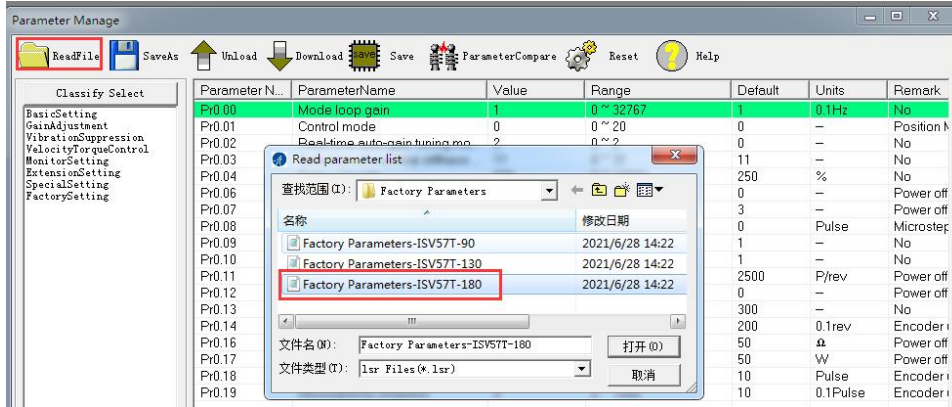 Parameter Manage
ReadFile SaveAs Unload Download save Save ParameterCompare Reset Help
Classify Select
BasicSetting
GainAdjustment
VibrationSuppression
VelocityTorqueControl
MonitorSetting
ExtensionSetting
SpecialSetting
FactorySetting
Parameter N... ParameterName Value Range Default Units Remark
Pr0.00 Mode loop gain 1 0 ~ 32767 1 0.1Hz No
Pr0.01 Control mode 0 0 ~ 20 0 – Position M
Pr0.02 Real-time auto-gain tuning mo... 2 0 ~ 2 0 – No
Pr0.03 11 – No
Pr0.04 250 % No
Pr0.06 0 – Power off
Pr0.07 3 – Power off
Pr0.08 0 Pulse Microstep
Pr0.09 1 – No
Pr0.10 1 – No
Pr0.11 2500 P/rev Power off
Pr0.12 0 – Power off
Pr0.13 300 – No
Pr0.14 200 0.1rev Encoder
Pr0.16 50 Ω Power off
Pr0.17 50 W Power off
Pr0.18 10 Pulse Encoder
Pr0.19 10 0.1Pulse Encoder
Read parameter list
查找范围(I): Factory Parameters
名称 修改日期
Factory Parameters-ISV57T-90 2021/6/28 14:22
Factory Parameters-ISV57T-130 2021/6/28 14:22
Factory Parameters-ISV57T-180 2021/6/28 14:22
文件名(N): Factory Parameters-ISV57T-180 打开(O)
文件类型(T): lsr Files(*.lsr) 取消